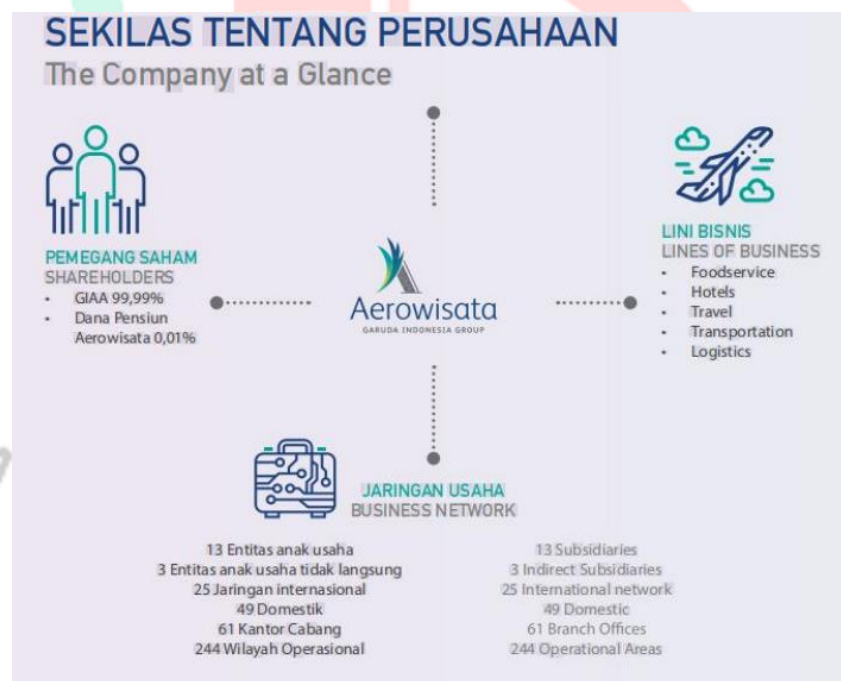 SEKILAS TENTANG PERUSAHAAN
The Company at a Glance
PEMEGANG SAHAM
SHAREHOLDERS
• GIAA 99,99%
• Dana Pensiun
Aerowisata 0,01%
Aerowisata
GARUDA INDONESIA GROUP
LINI BISNIS
LINES OF BUSINESS
• Foodservice
• Hotels
• Travel
• Transportation
• Logistics
JARINGAN USAHA
BUSINESS NETWORK
13 Entitas anak usaha
3 Entitas anak usaha tidak langsung
25 Jaringan internasional
49 Domestik
61 Kantor Cabang
244 Wilayah Operasional
13 Subsidiaries
3 Indirect Subsidiaries
25 International network
49 Domestic
61 Branch Offices
244 Operational Areas